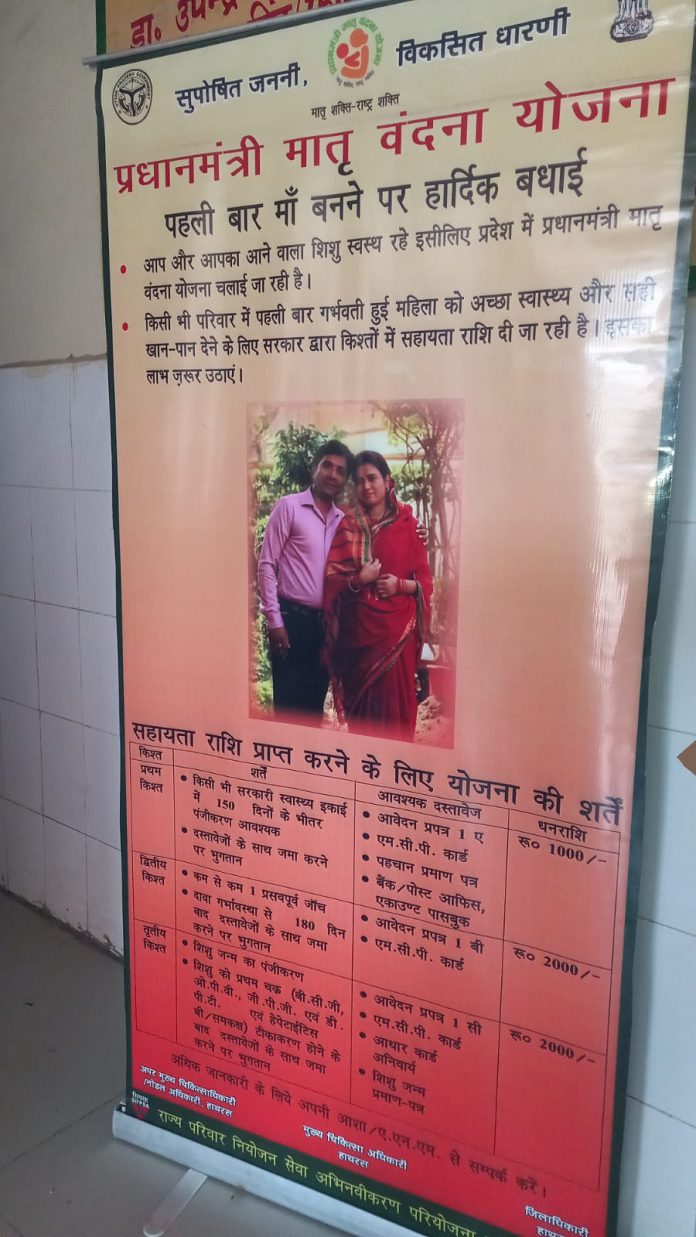 डा. उपेन्द्र
सुपोषित जननी,
विकसित धारणी
मातृ शक्ति-राष्ट्र शक्ति
प्रधानमंत्री मातृ वंदना योजना
पहली बार माँ बनने पर हार्दिक बधाई
• आप और आपका आने वाला शिशु स्वस्थ रहे इसीलिए प्रदेश में प्रधानमंत्री मातृ
वंदना योजना चलाई जा रही है।
• किसी भी परिवार में पहली बार गर्भवती हुई महिला को अच्छा स्वास्थ्य और सही
खान-पान देने के लिए सरकार द्वारा किश्तों में सहायता राशि दी जा रही है। इसका
लाभ ज़रूर उठाएं।
सहायता राशि प्राप्त करने के लिए योजना की शर्तें
किश्त
शर्तें
आवश्यक दस्तावेज
धनराशि
प्रथम
किश्त
• किसी भी सरकारी स्वास्थ्य इकाई
में 150 दिनों के भीतर
पंजीकरण आवश्यक
• दस्तावेजों के साथ जमा करने
पर भुगतान
• आवेदन प्रपत्र 1 ए
• एम.सी.पी. कार्ड
• पहचान प्रमाण पत्र
• बैंक/पोस्ट आफिस,
एकाउण्ट पासबुक
रू० 1000/-
द्वितीय
किश्त
• कम से कम 1 प्रसवपूर्व जाँच
• दावा गर्भावस्था से 180 दिन
बाद दस्तावेजों के साथ जमा
करने पर भुगतान
• आवेदन प्रपत्र 1 बी
• एम.सी.पी. कार्ड
रू० 2000/-
तृतीय
किश्त
• शिशु जन्म का पंजीकरण
• शिशु को प्रथम चक्र (बी.सी.जी,
ओ.पी.वी., जी.पी.जी. एवं डी.
पी.टी. एवं हेपेटाईटिस
बी/समकक्ष) टीकाकरण होने के
बाद दस्तावेजों के साथ जमा
करने पर भुगतान
• आवेदन प्रपत्र 1 सी
• एम.सी.पी. कार्ड
• आधार कार्ड
अनिवार्य
• शिशु जन्म
प्रमाण-पत्र
रू० 2000/-
अधिक जानकारी के लिये अपनी आशा/ए.एन.एम. से सम्पर्क करें।
अपर मुख्य चिकित्साधिकारी
/नोडल अधिकारी, हाथरस
मुख्य चिकित्सा अधिकारी
हाथरस
जिलाधिकारी
राज्य परिवार नियोजन सेवा अभिनवीकरण परियोजना